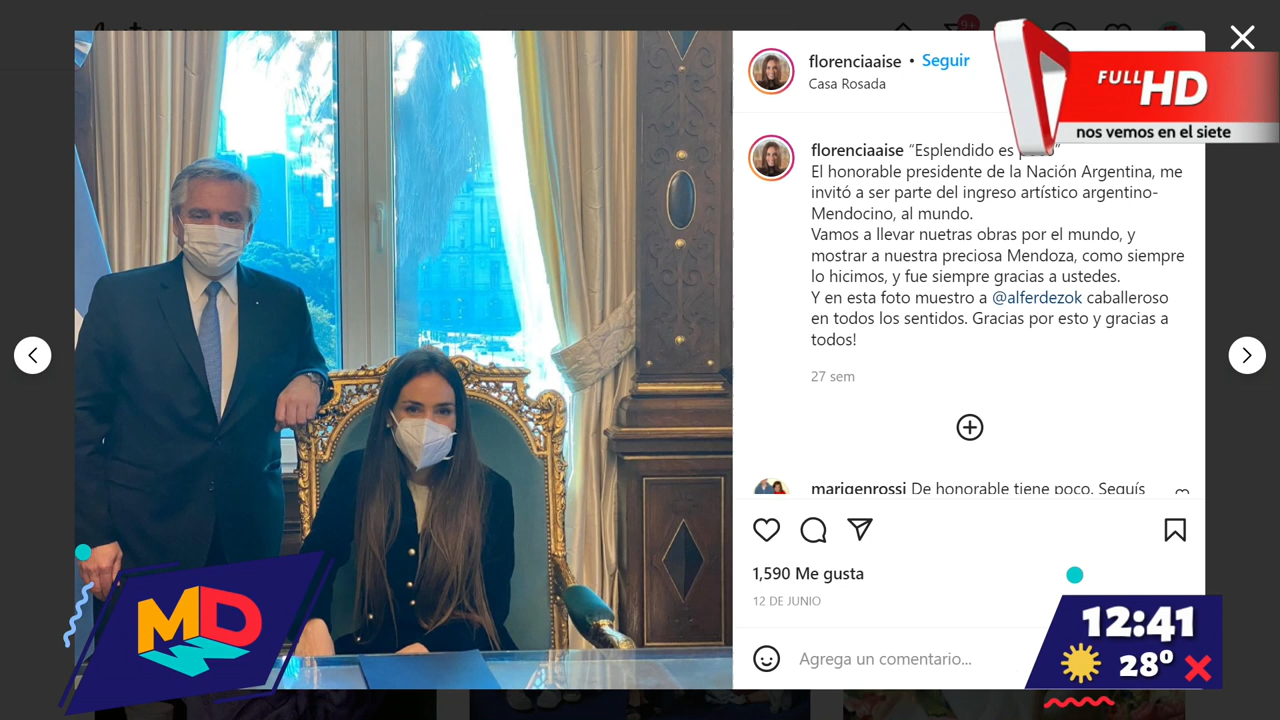 florenciaaise • Seguir
Casa Rosada
FULL HD
nos vemos en el siete
florenciaaise “Esplendido es poco”
El honorable presidente de la Nación Argentina, me
invitó a ser parte del ingreso artístico argentino-
Mendocino, al mundo.
Vamos a llevar nuetras obras por el mundo, y
mostrar a nuestra preciosa Mendoza, como siempre
lo hicimos, y fue siempre gracias a ustedes.
Y en esta foto muestro a @alferdezok caballeroso
en todos los sentidos. Gracias por esto y gracias a
todos!
27 sem
marigenrossi De honorable tiene poco. Seguís
1,590 Me gusta
12 DE JUNIO
Agrega un comentario...
MD
12:41
28º